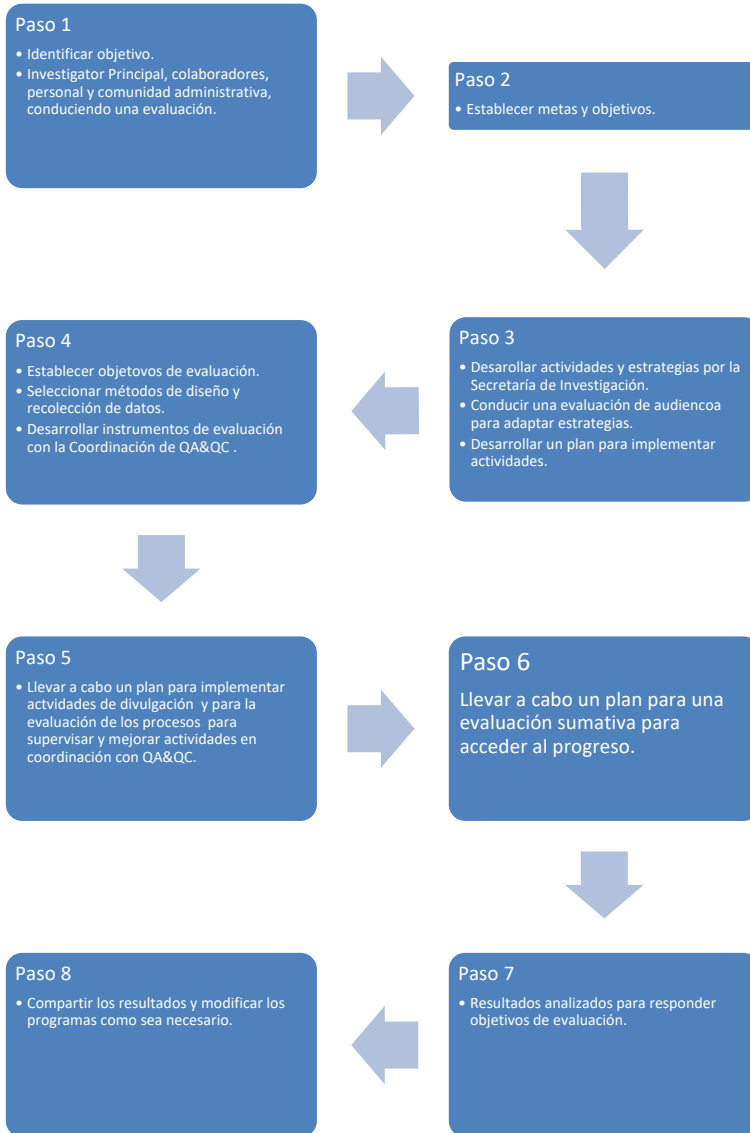 Paso 1
• Identificar objetivo.
• Investigator Principal, colaboradores,
personal y comunidad administrativa,
conduciendo una evaluación.
Paso 2
• Establecer metas y objetivos.
Paso 3
• Desarollar actividades y estrategias por la
Secretaría de Investigación.
• Conducir una evaluación de audiencoa
para adaptar estrategias.
• Desarrollar un plan para implementar
actividades.
Paso 4
• Establecer objetovos de evaluación.
• Seleccionar métodos de diseño y
recolección de datos.
• Desarrollar instrumentos de evaluación
con la Coordinación de QA&QC .
Paso 5
• Llevar a cabo un plan para implementar
actvidades de divulgación y para la
evaluación de los procesos para
supervisar y mejorar actividades en
coordinación con QA&QC.
Paso 6
Llevar a cabo un plan para una
evaluación sumativa para
acceder al progreso.
Paso 7
• Resultados analizados para responder
objetivos de evaluación.
Paso 8
• Compartir los resultados y modificar los
programas como sea necesario.